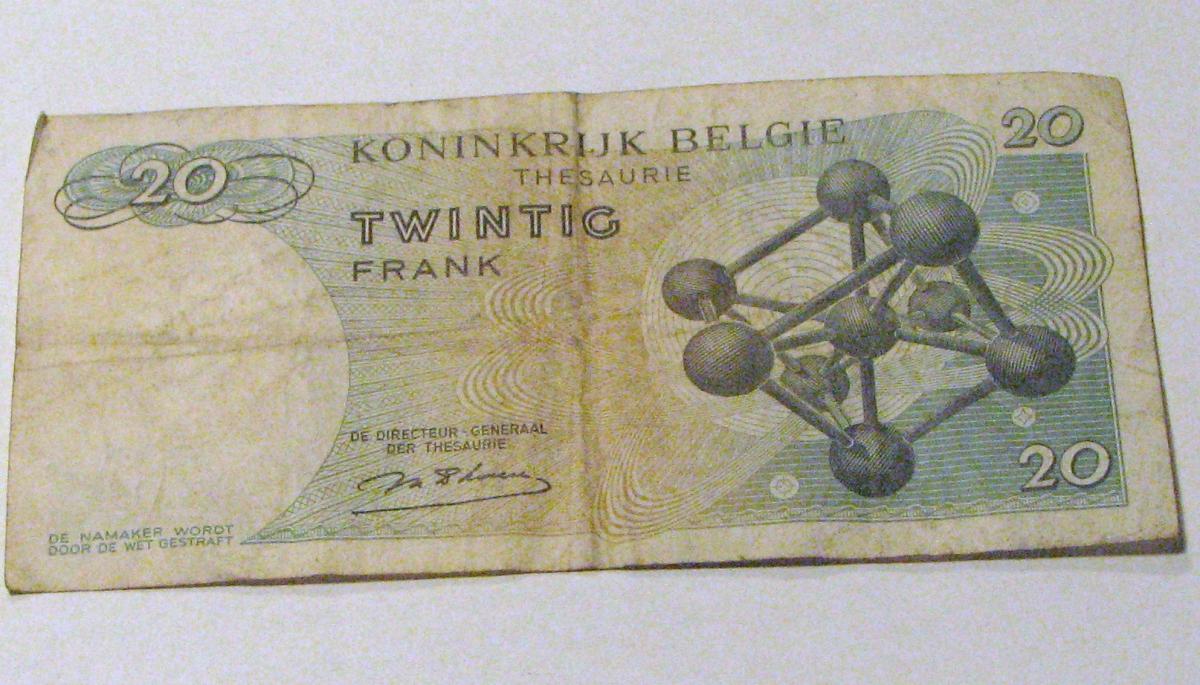 20
KONINKRIJK BELGIE
20
THESAURIE
TWINTIG
FRANK
DE DIRECTEUR-GENERAAL
DER THESAURIE
20
DE NAMAKER WORDT
DOOR DE WET GESTRAFT